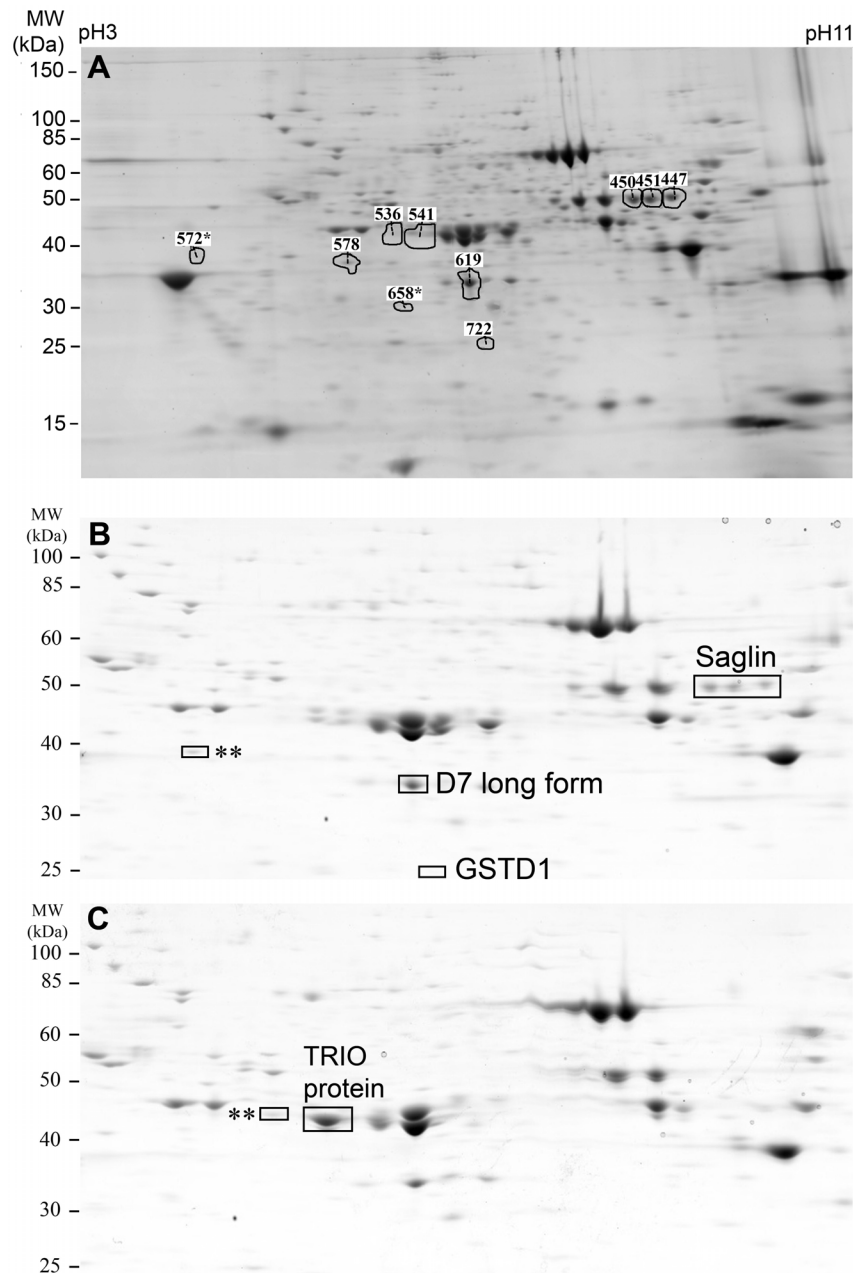 MW
(kDa)
pH3
pH11
A
150
100
85
60
50
40
30
25
15
572*
578
536
541
658*
619
722
450
451
447
MW
(kDa)
B
100
85
60
50
40
30
25
Saglin
**
D7 long form
GSTD1
MW
(kDa)
C
100
85
60
50
40
30
25
TRIO
protein
**